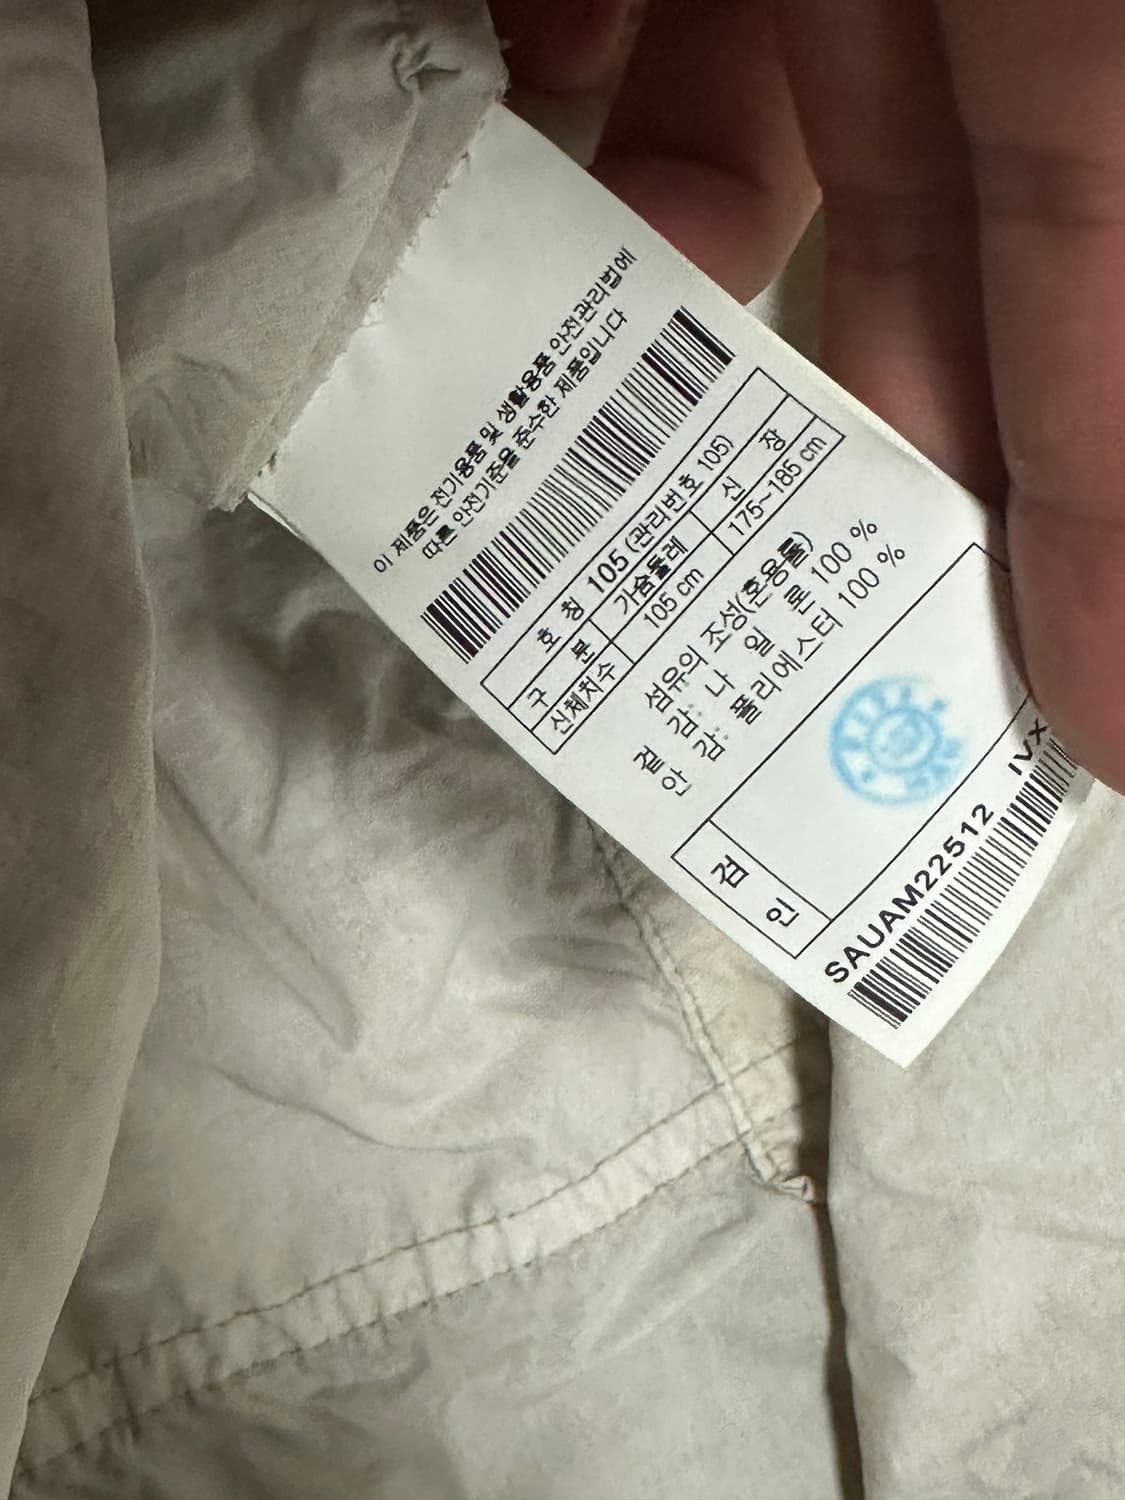 이 제품은 전기용품 및 생활용품 안전관리법에
따른 안전기준을 준수한 제품입니다
호 칭 105 (관리번호 105)
구 분 가슴둘레 신 장
신체치수 105 cm 175~185 cm
섬유의 조성(혼용률)
겉 감: 나 일 론 100 %
안 감: 폴리에스터 100 %
검 인
SAUAM22512 IVX